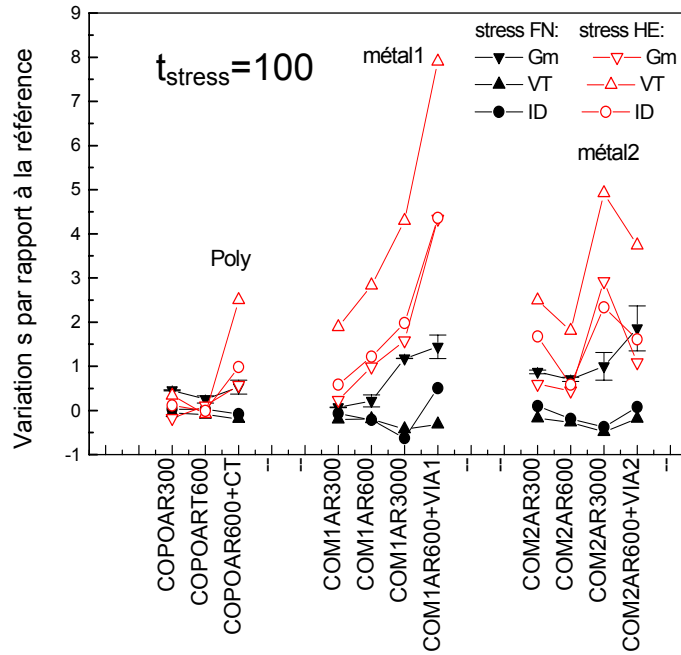 stress FN:
Gm
VT
ID
stress HE:
Gm
VT
ID
tstress=100
métal1
métal2
Poly
Variation s par rapport à la référence
9
8
7
6
5
4
3
2
1
0
-1
COPOAR300
COPOART600
COPOAR600+CT
--
--
COM1AR300
COM1AR600
COM1AR3000
COM1AR600+VIA1
--
--
COM2AR300
COM2AR600
COM2AR3000
COM2AR600+VIA2
--